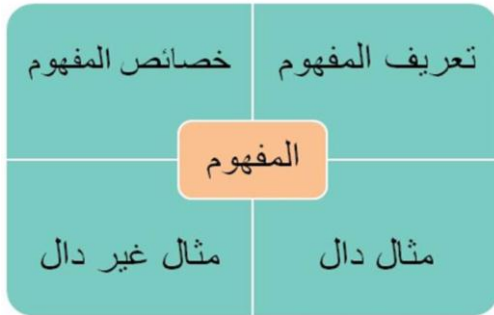 تعريف المفهوم
خصائص المفهوم
المفهوم
مثال دال
مثال غير دال